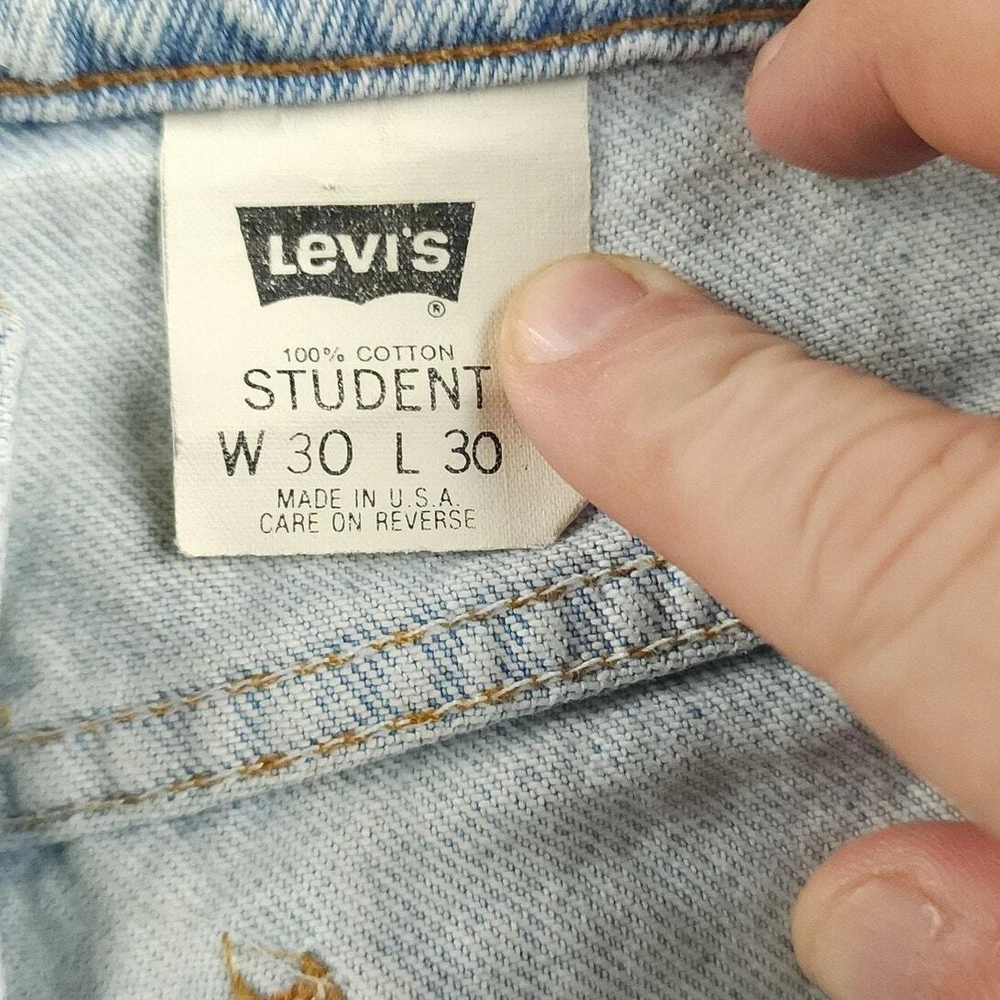 LEVI'S
®
100% COTTON
STUDENT
W 30 L 30
MADE IN U.S.A.
CARE ON REVERSE